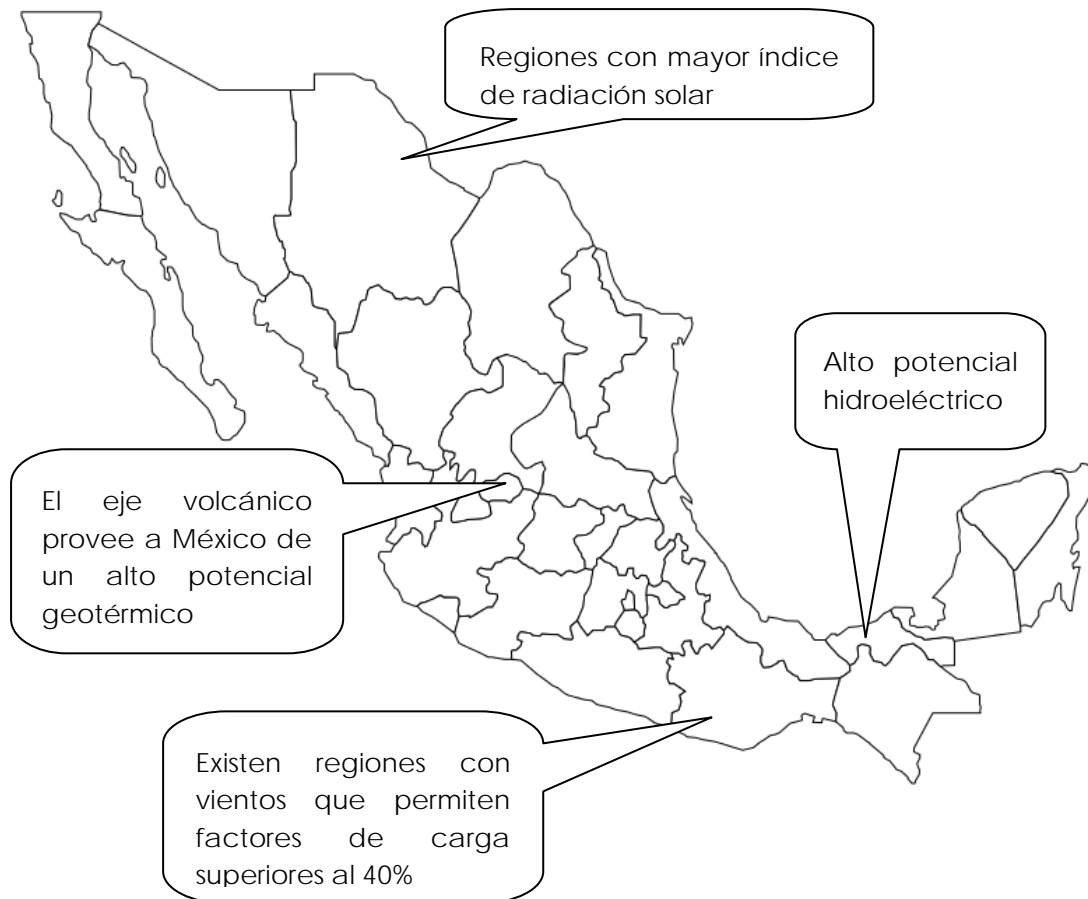 Regiones con mayor índice
de radiación solar
Alto potencial
hidroeléctrico
El eje volcánico
provee a México de
un alto potencial
geotérmico
Existen regiones con
vientos que permiten
factores de carga
superiores al 40%